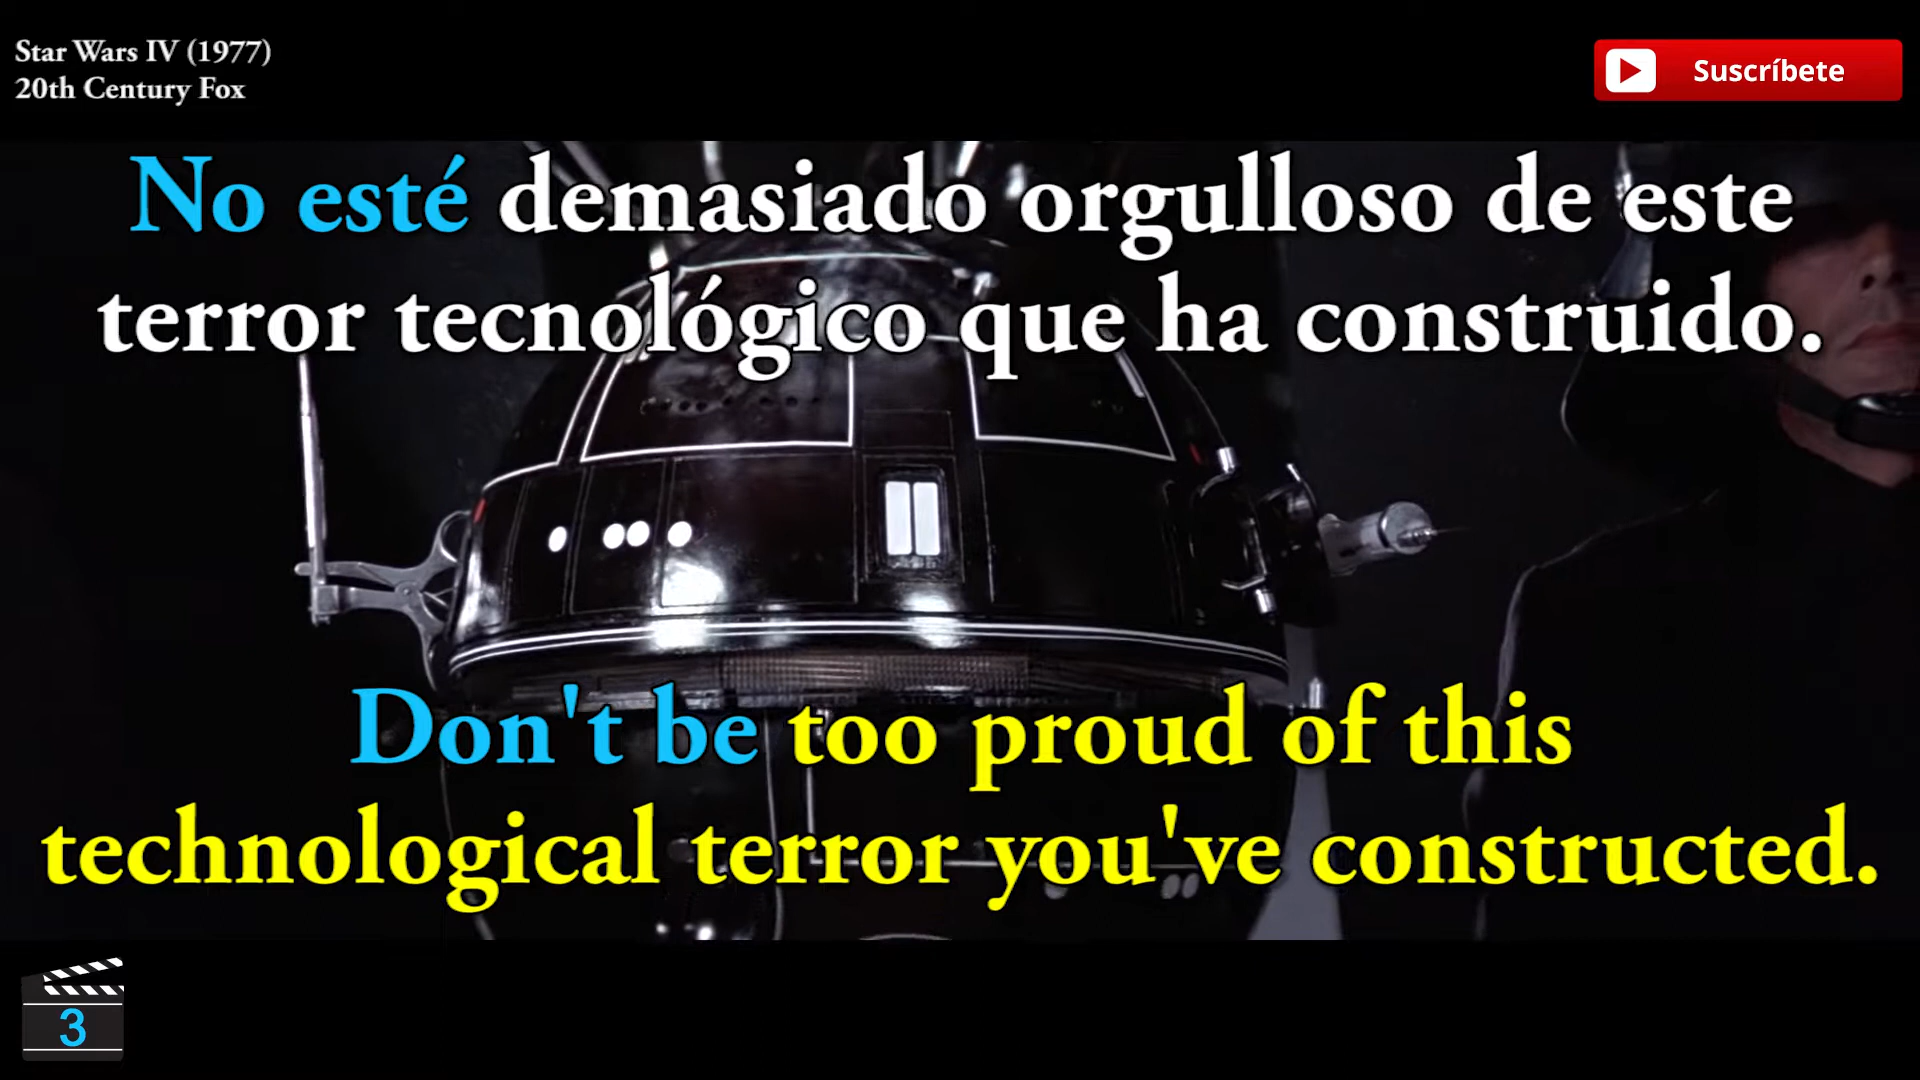 Star Wars IV (1977)
20th Century Fox
Suscríbete
No esté demasiado orgulloso de este
terror tecnológico que ha construido.
Don't be too proud of this
technological terror you've constructed.
3